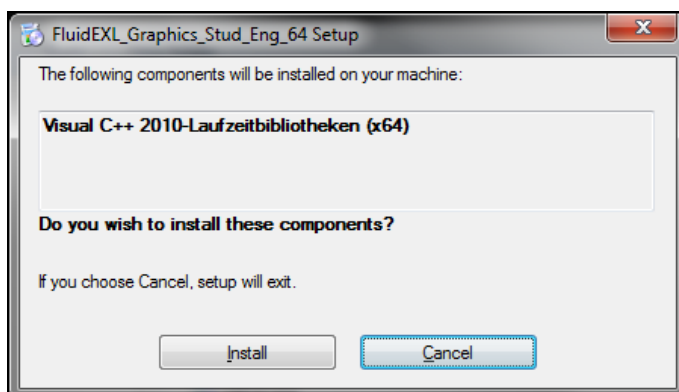 FluidEXL_Graphics_Stud_Eng_64 Setup
The following components will be installed on your machine:
Visual C++ 2010-Laufzeitbibliotheken (x64)
Do you wish to install these components?
If you choose Cancel, setup will exit.
Install
Cancel